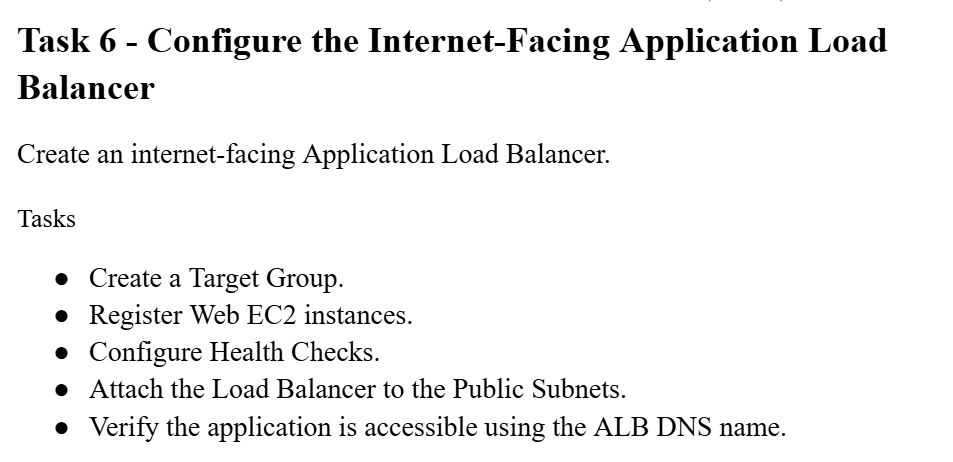 Task 6 - Configure the Internet-Facing Application Load
Balancer
Create an internet-facing Application Load Balancer.
Tasks
● Create a Target Group.
● Register Web EC2 instances.
● Configure Health Checks.
● Attach the Load Balancer to the Public Subnets.
● Verify the application is accessible using the ALB DNS name.